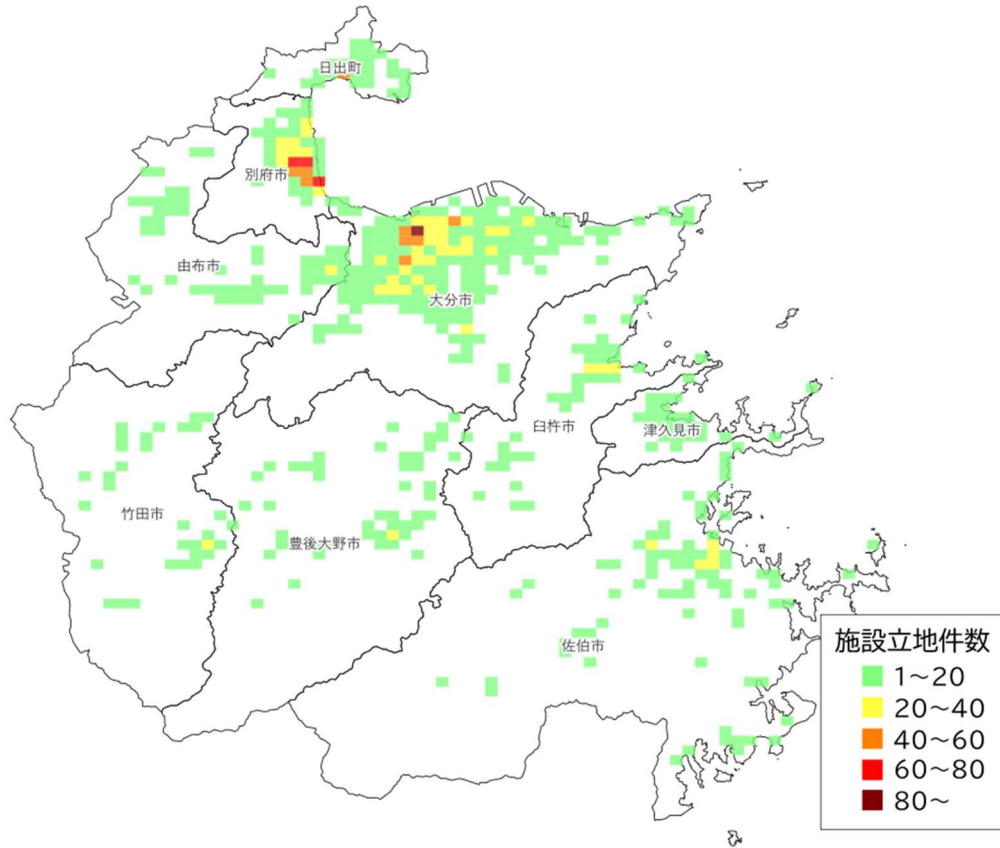 日出町
別府市
由布市
大分市
臼杵市
津久見市
竹田市
豊後大野市
佐伯市
施設立地件数
1～20
20～40
40～60
60～80
80～